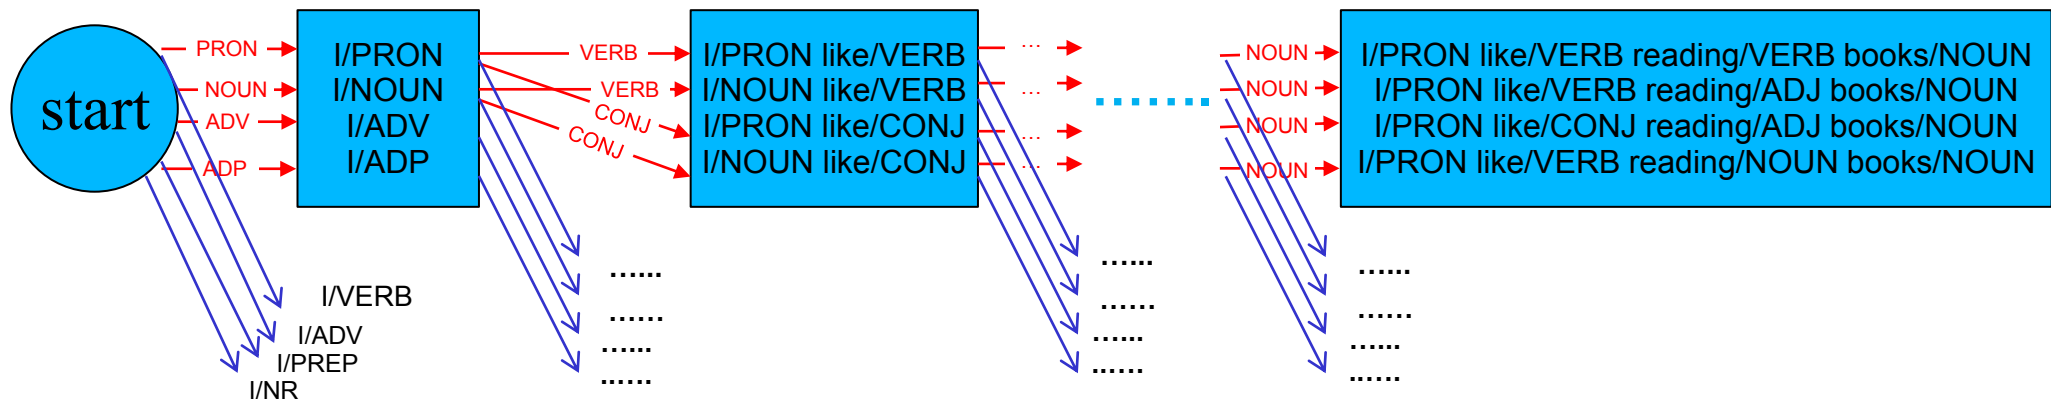 start
PRON
NOUN
ADV
ADP
I/PRON
I/NOUN
I/ADV
I/ADP
VERB
VERB
CONJ
CONJ
I/PRON like/VERB
I/NOUN like/VERB
I/PRON like/CONJ
I/NOUN like/CONJ
...
...
...
...
NOUN
NOUN
NOUN
NOUN
I/PRON like/VERB reading/VERB books/NOUN
I/PRON like/VERB reading/ADJ books/NOUN
I/PRON like/CONJ reading/ADJ books/NOUN
I/PRON like/VERB reading/NOUN books/NOUN
I/VERB
I/ADV
I/PREP
I/NR
......
......
......
......
......
......
......
......
......
......
......
......